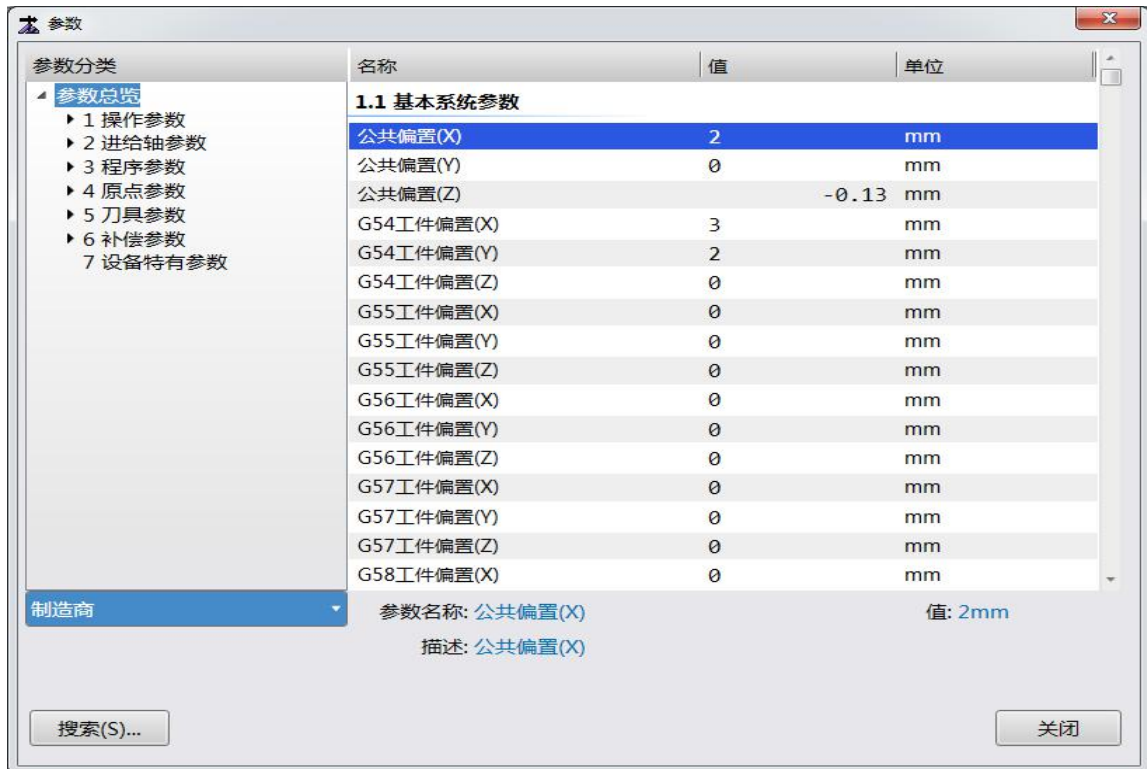 参数
参数分类
名称 值 单位
参数总览
1 操作参数
2 进给轴参数
3 程序参数
4 原点参数
5 刀具参数
6 补偿参数
7 设备特有参数
1.1 基本系统参数
公共偏置(X) 2 mm
公共偏置(Y) 0 mm
公共偏置(Z) -0.13 mm
G54工件偏置(X) 3 mm
G54工件偏置(Y) 2 mm
G54工件偏置(Z) 0 mm
G55工件偏置(X) 0 mm
G55工件偏置(Y) 0 mm
G55工件偏置(Z) 0 mm
G56工件偏置(X) 0 mm
G56工件偏置(Y) 0 mm
G56工件偏置(Z) 0 mm
G57工件偏置(X) 0 mm
G57工件偏置(Y) 0 mm
G57工件偏置(Z) 0 mm
G58工件偏置(X) 0 mm
制造商
参数名称: 公共偏置(X) 值: 2mm
描述: 公共偏置(X)
搜索(S)...
关闭